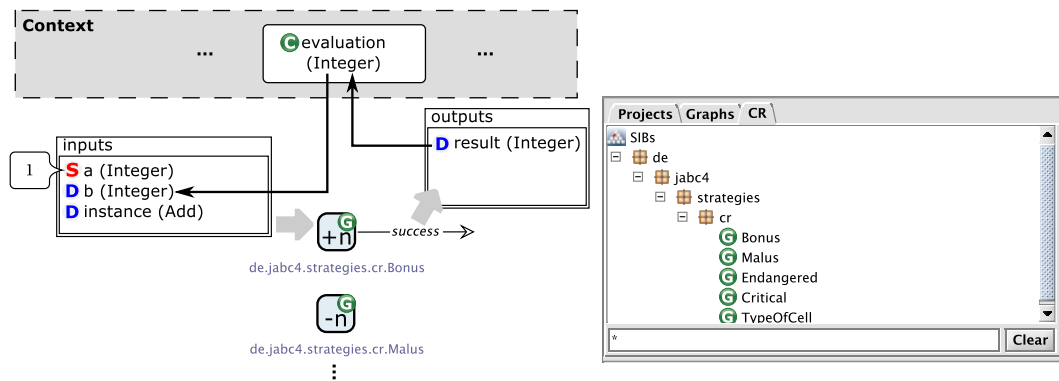 Context
... C evaluation ...
(Integer)
outputs
D result (Integer)
inputs
1
S a (Integer)
D b (Integer)
D instance (Add)
G
+n
success
de.jabc4.strategies.cr.Bonus
G
-n
de.jabc4.strategies.cr.Malus
...
Projects Graphs CR
SIBs
de
jabc4
strategies
cr
G Bonus
G Malus
G Endangered
G Critical
G TypeOfCell
* Clear